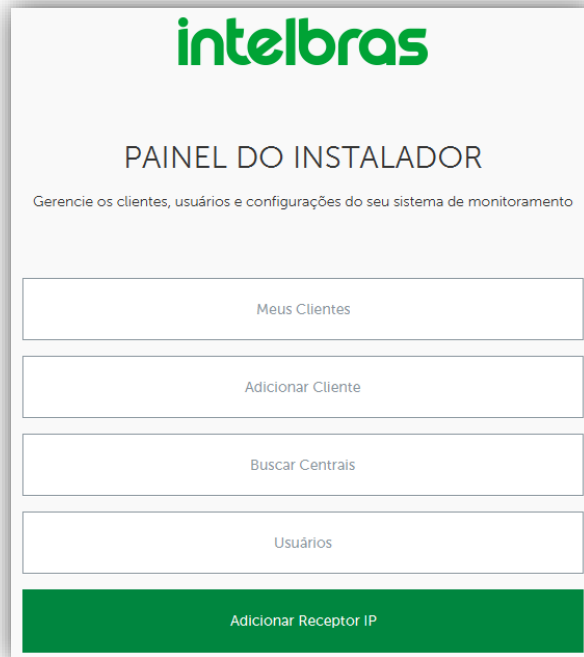 intelbras
PAINEL DO INSTALADOR
Gerencie os clientes, usuários e configurações do seu sistema de monitoramento
Meus Clientes
Adicionar Cliente
Buscar Centrais
Usuários
Adicionar Receptor IP